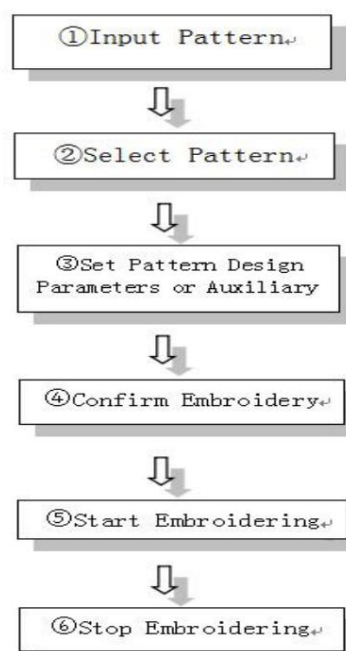 ①Input Pattern↵
②Select Pattern↵
③Set Pattern Design
Parameters or Auxiliary
④Confirm Embroidery↵
⑤Start Embroidering↵
⑥Stop Embroidering↵